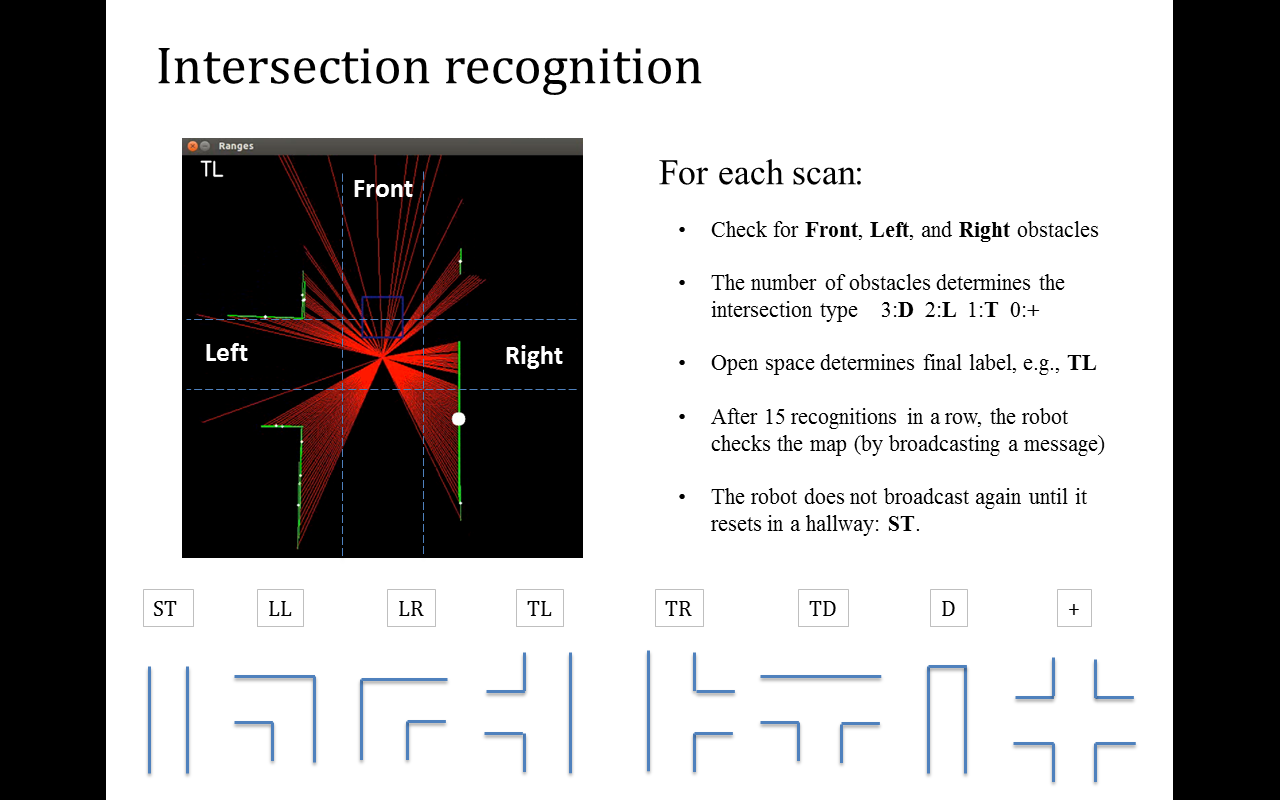 Intersection recognition
Ranges
TL
Front
Left
Right
For each scan:
• Check for Front, Left, and Right obstacles
• The number of obstacles determines the
intersection type 3:D 2:L 1:T 0:+
• Open space determines final label, e.g., TL
• After 15 recognitions in a row, the robot
checks the map (by broadcasting a message)
• The robot does not broadcast again until it
resets in a hallway: ST.
ST LL LR TL TR TD D +